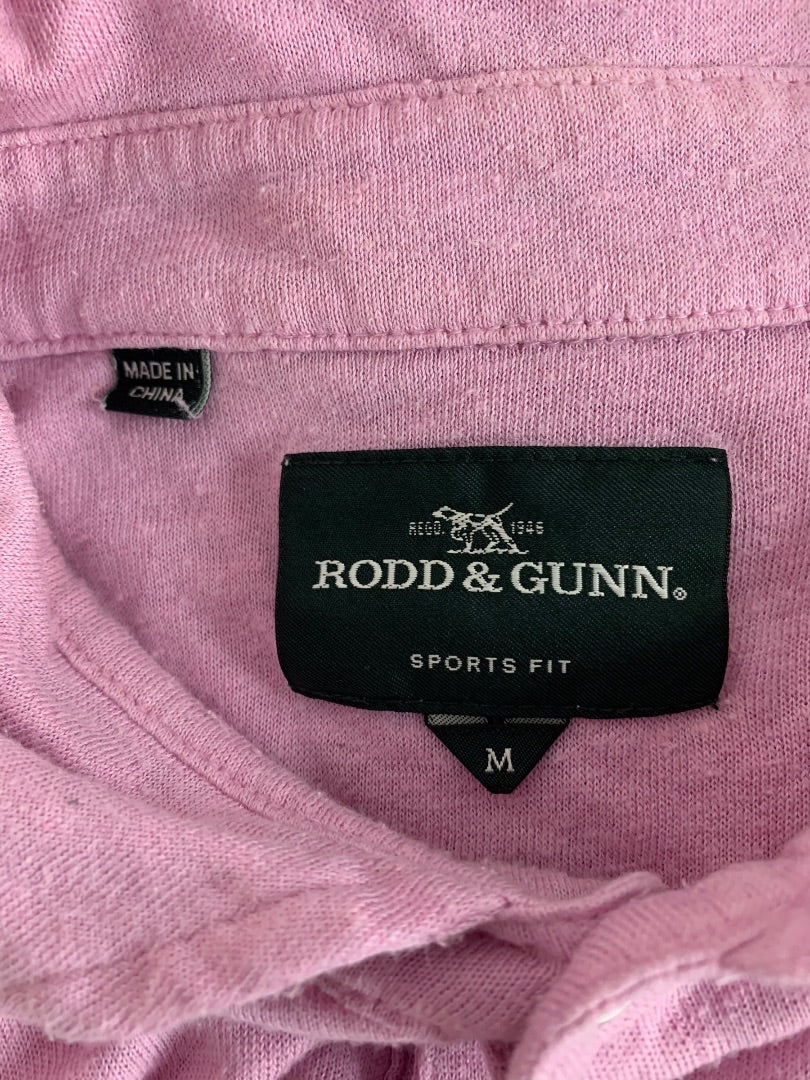 MADE IN
CHINA
REGD. 1946
RODD & GUNN®
SPORTS FIT
M